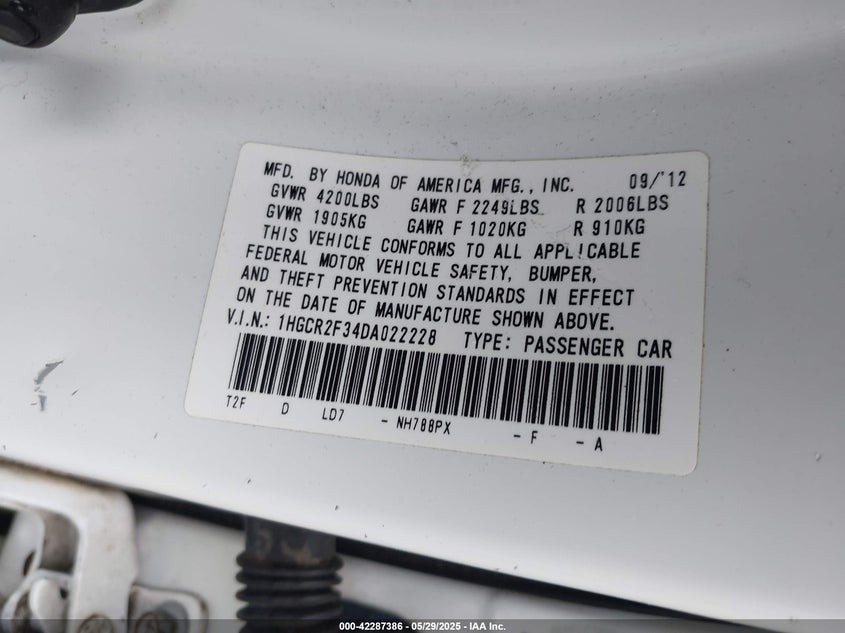 MFD. BY HONDA OF AMERICA MFG., INC. 09/'12
GVWR 4200LBS GAWR F 2249LBS R 2006LBS
GVWR 1905KG GAWR F 1020KG R 910KG
THIS VEHICLE CONFORMS TO ALL APPLICABLE
FEDERAL MOTOR VEHICLE SAFETY, BUMPER,
AND THEFT PREVENTION STANDARDS IN EFFECT
ON THE DATE OF MANUFACTURE SHOWN ABOVE.
V.I.N.: 1HGCR2F34DA022228 TYPE: PASSENGER CAR
T2F D LD7 - NH788PX - F - A
000-42287386 - 05/29/2025 - IAA Inc.